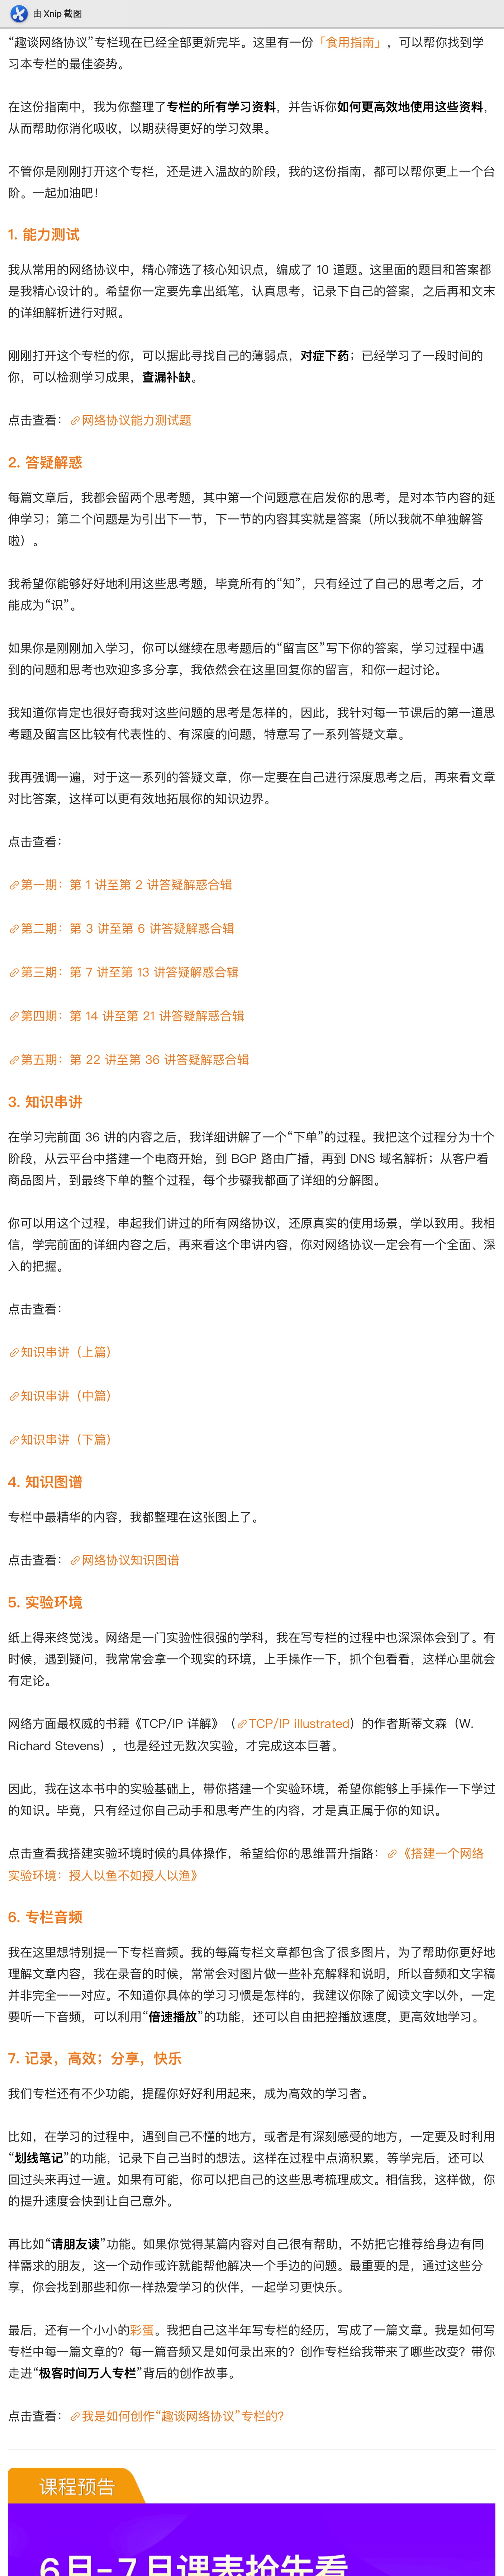 由 Xnip 截图
“趣谈网络协议”专栏现在已经全部更新完毕。这里有一份「食用指南」，可以帮你找到学
习本专栏的最佳姿势。
在这份指南中，我为你整理了专栏的所有学习资料，并告诉你如何更高效地使用这些资料，
从而帮助你消化吸收，以期获得更好的学习效果。
不管你是刚刚打开这个专栏，还是进入温故的阶段，我的这份指南，都可以帮你更上一个台
阶。一起加油吧！
1. 能力测试
我从常用的网络协议中，精心筛选了核心知识点，编成了 10 道题。这里面的题目和答案都
是我精心设计的。希望你一定要先拿出纸笔，认真思考，记录下自己的答案，之后再和文末
的详细解析进行对照。
刚刚打开这个专栏的你，可以据此寻找自己的薄弱点，对症下药；已经学习了一段时间的
你，可以检测学习成果，查漏补缺。
点击查看：网络协议能力测试题
2. 答疑解惑
每篇文章后，我都会留两个思考题，其中第一个问题意在启发你的思考，是对本节内容的延
伸学习；第二个问题是为引出下一节，下一节的内容其实就是答案（所以我就不单独解答
啦）。
我希望你能够好好地利用这些思考题，毕竟所有的“知”，只有经过了自己的思考之后，才
能成为“识”。
如果你是刚刚加入学习，你可以继续在思考题后的“留言区”写下你的答案，学习过程中遇
到的问题和思考也欢迎多多分享，我依然会在这里回复你的留言，和你一起讨论。
我知道你肯定也很好奇我对这些问题的思考是怎样的，因此，我针对每一节课后的第一道思
考题及留言区比较有代表性的、有深度的问题，特意写了一系列答疑文章。
我再强调一遍，对于这一系列的答疑文章，你一定要在自己进行深度思考之后，再来看文章
对比答案，这样可以更有效地拓展你的知识边界。
点击查看：
第一期：第 1 讲至第 2 讲答疑解惑合辑
第二期：第 3 讲至第 6 讲答疑解惑合辑
第三期：第 7 讲至第 13 讲答疑解惑合辑
第四期：第 14 讲至第 21 讲答疑解惑合辑
第五期：第 22 讲至第 36 讲答疑解惑合辑
3. 知识串讲
在学习完前面 36 讲的内容之后，我详细讲解了一个“下单”的过程。我把这个过程分为十个
阶段，从云平台中搭建一个电商开始，到 BGP 路由广播，再到 DNS 域名解析；从客户看
商品图片，到最终下单的整个过程，每个步骤我都画了详细的分解图。
你可以用这个过程，串起我们讲过的所有网络协议，还原真实的使用场景，学以致用。我相
信，学完前面的详细内容之后，再来看这个串讲内容，你对网络协议一定会有一个全面、深
入的把握。
点击查看：
知识串讲（上篇）
知识串讲（中篇）
知识串讲（下篇）
4. 知识图谱
专栏中最精华的内容，我都整理在这张图上了。
点击查看：网络协议知识图谱
5. 实验环境
纸上得来终觉浅。网络是一门实验性很强的学科，我在写专栏的过程中也深深体会到了。有
时候，遇到疑问，我常常会拿一个现实的环境，上手操作一下，抓个包看看，这样心里就会
有定论。
网络方面最权威的书籍《TCP/IP 详解》（TCP/IP illustrated）的作者斯蒂文森（W.
Richard Stevens），也是经过无数次实验，才完成这本巨著。
因此，我在这本书中的实验基础上，带你搭建一个实验环境，希望你能够上手操作一下学过
的知识。毕竟，只有经过你自己动手和思考产生的内容，才是真正属于你的知识。
点击查看我搭建实验环境时候的具体操作，希望给你的思维晋升指路：《搭建一个网络
实验环境：授人以鱼不如授人以渔》
6. 专栏音频
我在这里想特别提一下专栏音频。我的每篇专栏文章都包含了很多图片，为了帮助你更好地
理解文章内容，我在录音的时候，常常会对图片做一些补充解释和说明，所以音频和文字稿
并非完全一一对应。不知道你具体的学习习惯是怎样的，我建议你除了阅读文字以外，一定
要听一下音频，可以利用“倍速播放”的功能，还可以自由把控播放速度，更高效地学习。
7. 记录，高效；分享，快乐
我们专栏还有不少功能，提醒你好好利用起来，成为高效的学习者。
比如，在学习的过程中，遇到自己不懂的地方，或者是有深刻感受的地方，一定要及时利用
“划线笔记”的功能，记录下自己当时的想法。这样在过程中点滴积累，等学完后，还可以
回过头来再过一遍。如果有可能，你可以把自己的这些思考梳理成文。相信我，这样做，你
的提升速度会快到让自己意外。
再比如“请朋友读”功能。如果你觉得某篇内容对自己很有帮助，不妨把它推荐给身边有同
样需求的朋友，这一个动作或许就能帮他解决一个手边的问题。最重要的是，通过这些分
享，你会找到那些和你一样热爱学习的伙伴，一起学习更快乐。
最后，还有一个小小的彩蛋。我把自己这半年写专栏的经历，写成了一篇文章。我是如何写
专栏中每一篇文章的？每一篇音频又是如何录出来的？创作专栏给我带来了哪些改变？带你
走进“极客时间万人专栏”背后的创作故事。
点击查看：我是如何创作“趣谈网络协议”专栏的？
课程预告
6月-7月课表抢先看